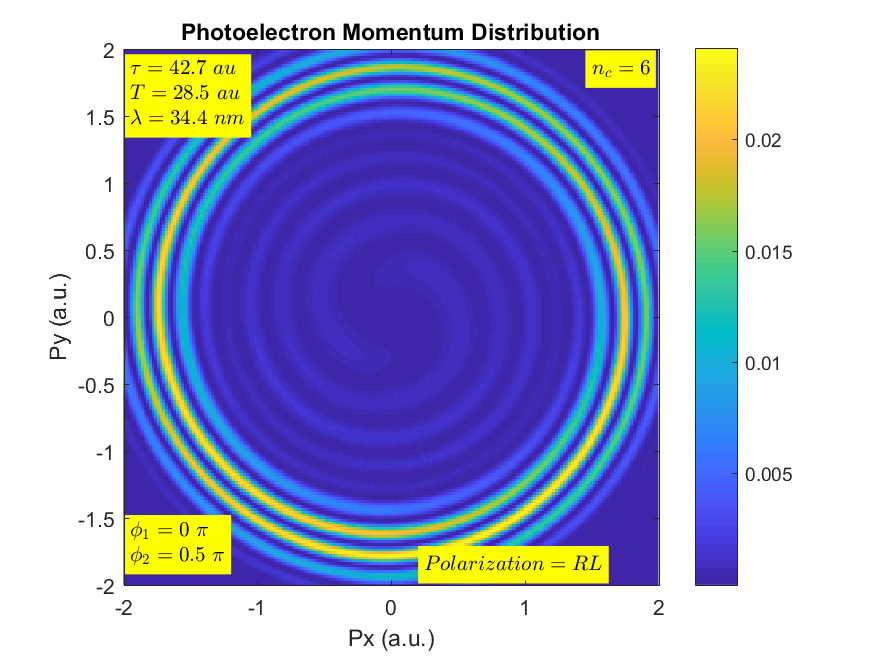 Photoelectron Momentum Distribution
τ = 42.7 au
T = 28.5 au
λ = 34.4 nm
n_c = 6
ϕ_1 = 0 π
ϕ_2 = 0.5 π
Polarization = RL
2
1.5
1
0.5
0
-0.5
-1
-1.5
-2
Py (a.u.)
-2
-1
0
1
2
Px (a.u.)
0.02
0.015
0.01
0.005